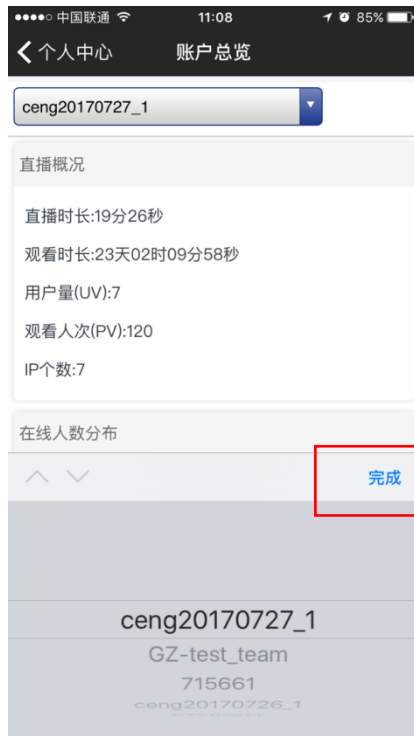 中国联通 11:08 85%
个人中心 账户总览
ceng20170727_1
直播概况
直播时长:19分26秒
观看时长:23天02时09分58秒
用户量(UV):7
观看人次(PV):120
IP个数:7
在线人数分布
完成
ceng20170727_1
GZ-test_team
715661
ceng20170726_1